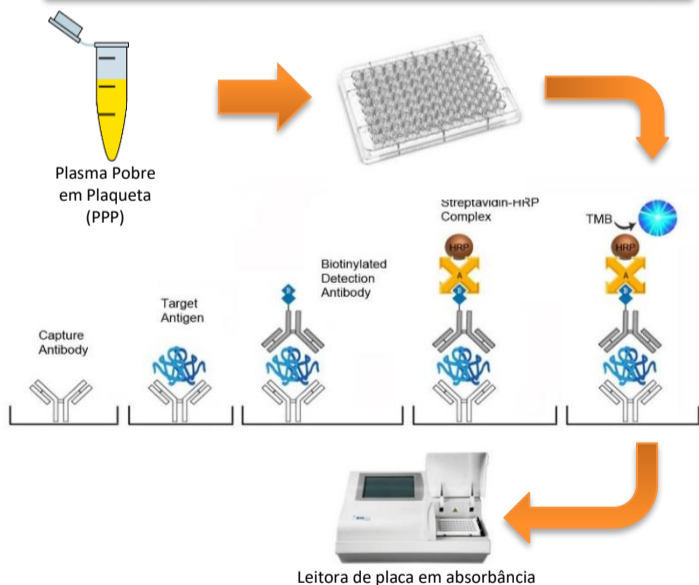 Plasma Pobre
em Plaqueta
(PPP)
Streptavidin-HRP
Complex
TMB
HRP
HRP
Biotinylated
Detection
Antibody
A
A
Target
Antigen
B
B
B
Capture
Antibody
Leitora de placa em absorbância